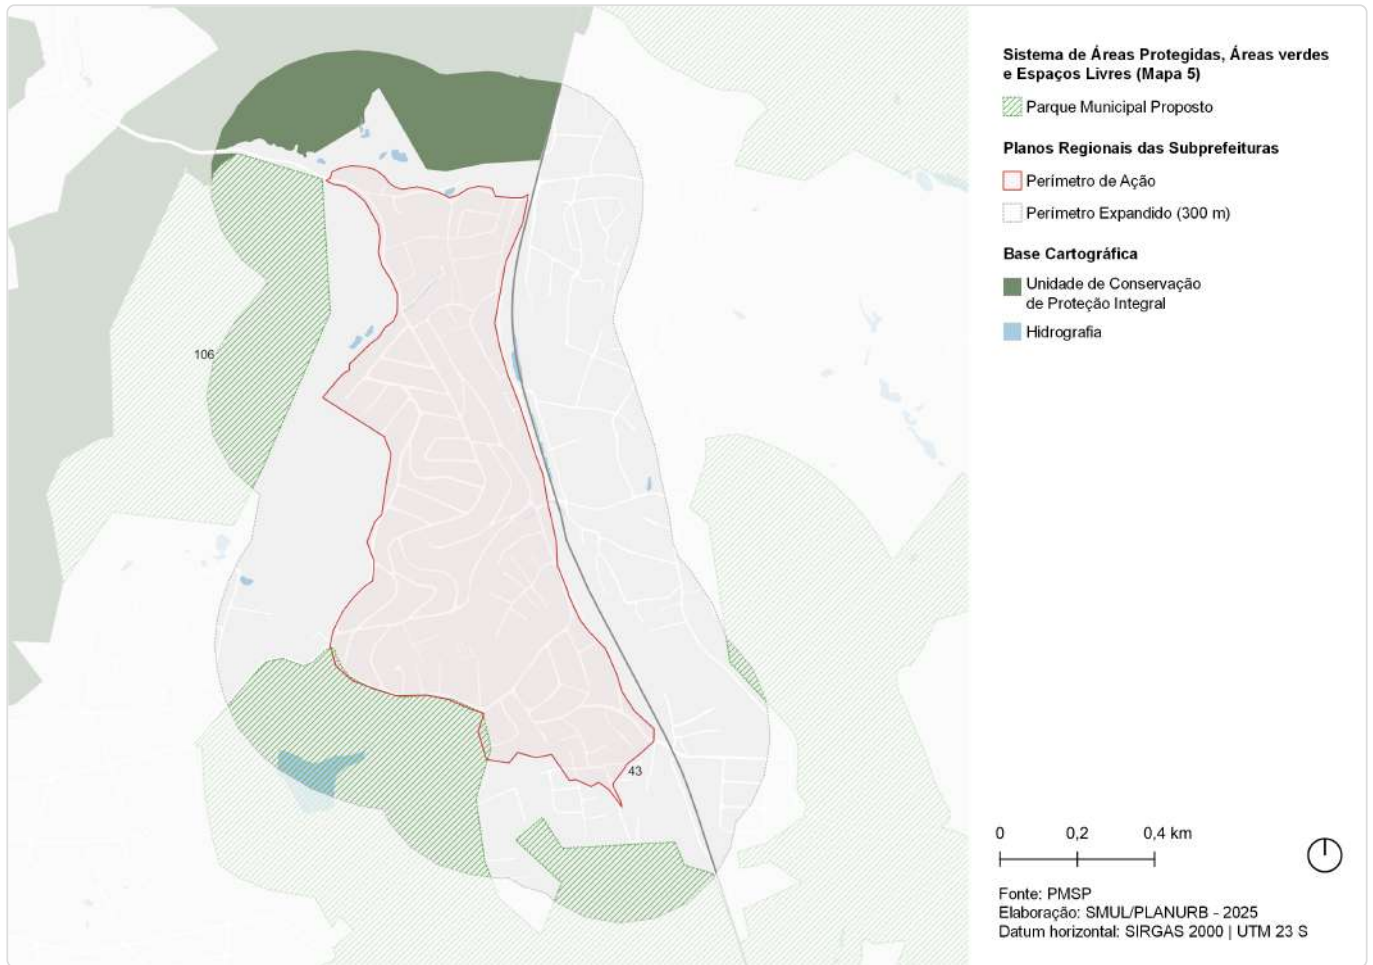 Sistema de Áreas Protegidas, Áreas verdes
e Espaços Livres (Mapa 5)
Parque Municipal Proposto
Planos Regionais das Subprefeituras
Perímetro de Ação
Perímetro Expandido (300 m)
Base Cartográfica
Unidade de Conservação
de Proteção Integral
Hidrografia
106
43
0 0,2 0,4 km
Fonte: PMSP
Elaboração: SMUL/PLANURB - 2025
Datum horizontal: SIRGAS 2000 | UTM 23 S